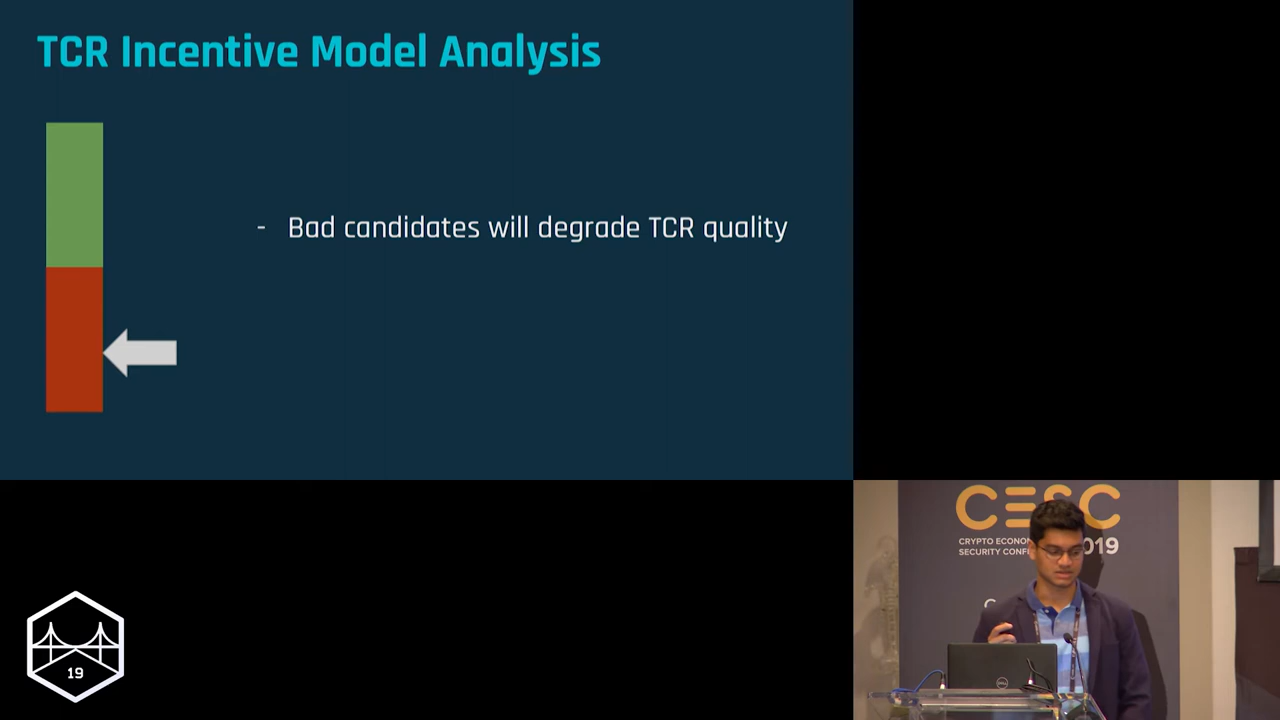 TCR Incentive Model Analysis
- Bad candidates will degrade TCR quality
CESC
CRYPTO ECONO
SECURITY CONF
2019
19